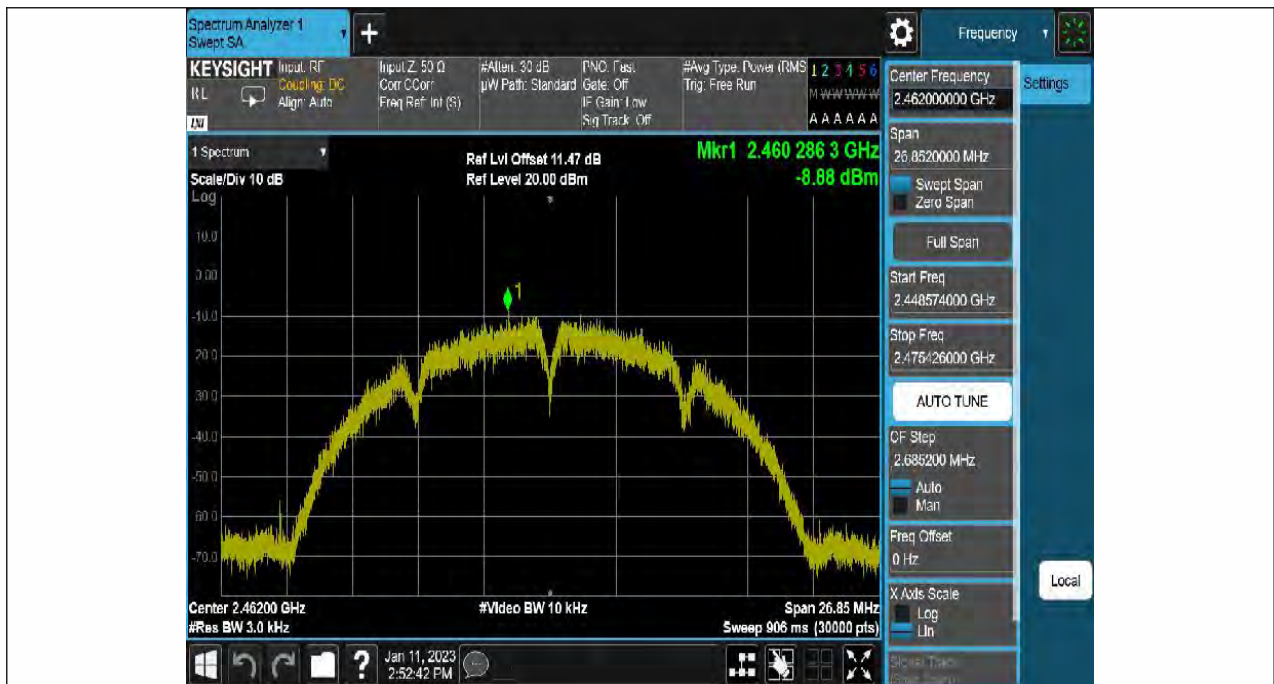 Spectrum Analyzer 1
Swept SA
+
Frequency
KEYSIGHT
RL
LXI
Input: RF
Coupling: DC
Align: Auto
Input Z: 50 Ω
Corr CCorr
Freq Ref: Int (S)
#Atten: 30 dB
µW Path: Standard
PNO: Fast
Gate: Off
IF Gain: Low
Sig Track: Off
#Avg Type: Power (RMS
Trig: Free Run
1 2 3 4 5 6
M W W W W W
A A A A A A
1 Spectrum
Scale/Div 10 dB
Log
Ref Lvl Offset 11.47 dB
Ref Level 20.00 dBm
Mkr1 2.460 286 3 GHz
-8.88 dBm
10.0
0.00
-10.0
-20.0
-30.0
-40.0
-50.0
-60.0
-70.0
1
Center 2.46200 GHz
#Res BW 3.0 kHz
#Video BW 10 kHz
Span 26.85 MHz
Sweep 906 ms (30000 pts)
Center Frequency
2.462000000 GHz
Settings
Span
26.8520000 MHz
Swept Span
Zero Span
Full Span
Start Freq
2.448574000 GHz
Stop Freq
2.475426000 GHz
AUTO TUNE
CF Step
2.685200 MHz
Auto
Man
Freq Offset
0 Hz
X Axis Scale
Log
Lin
Local
Signal Track
?
Jan 11, 2023
2:52:42 PM